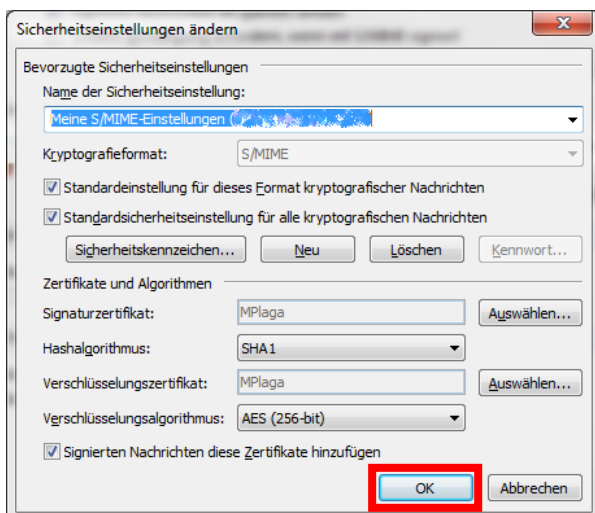 Sicherheitseinstellungen ändern
Bevorzugte Sicherheitseinstellungen
Name der Sicherheitseinstellung:
Meine S/MIME-Einstellungen (
Kryptografieformat: S/MIME
Standardeinstellung für dieses Format kryptografischer Nachrichten
Standardsicherheitseinstellung für alle kryptografischen Nachrichten
Sicherheitskennzeichen... Neu Löschen Kennwort...
Zertifikate und Algorithmen
Signaturzertifikat: MPlaga Auswählen...
Hashalgorithmus: SHA1
Verschlüsselungszertifikat: MPlaga Auswählen...
Verschlüsselungsalgorithmus: AES (256-bit)
Signierten Nachrichten diese Zertifikate hinzufügen
OK Abbrechen